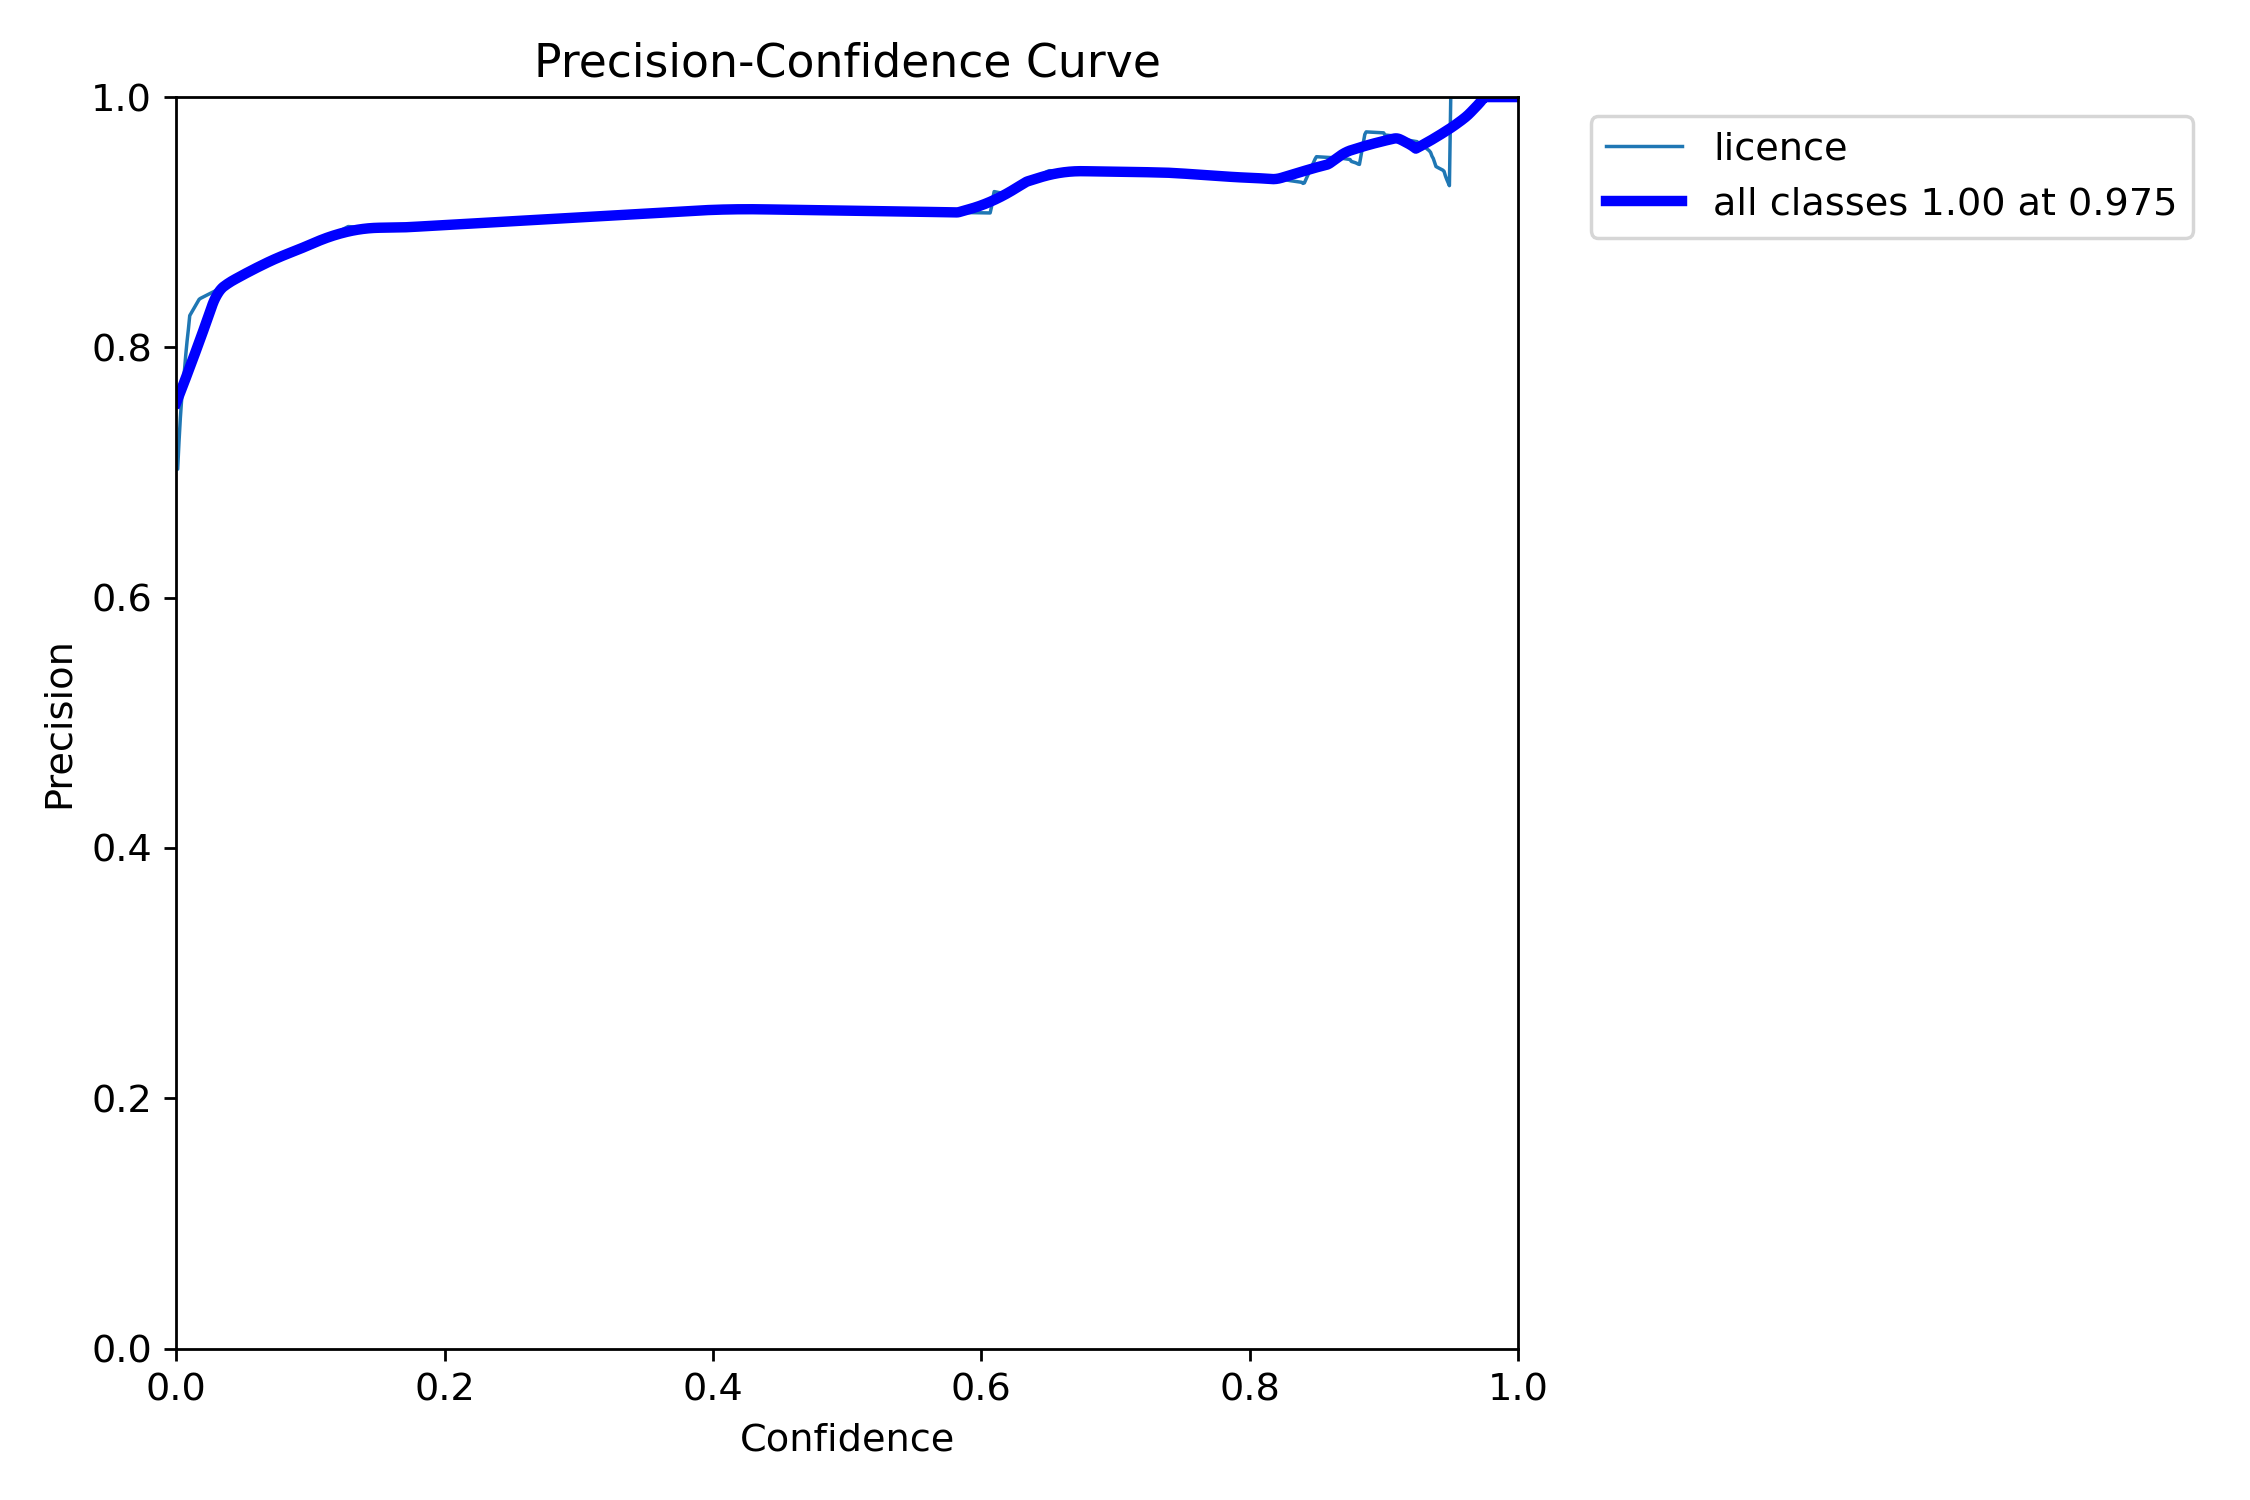 Precision-Confidence Curve
1.0
0.8
0.6
0.4
0.2
0.0
Precision
0.0 0.2 0.4 0.6 0.8 1.0
Confidence
licence
all classes 1.00 at 0.975